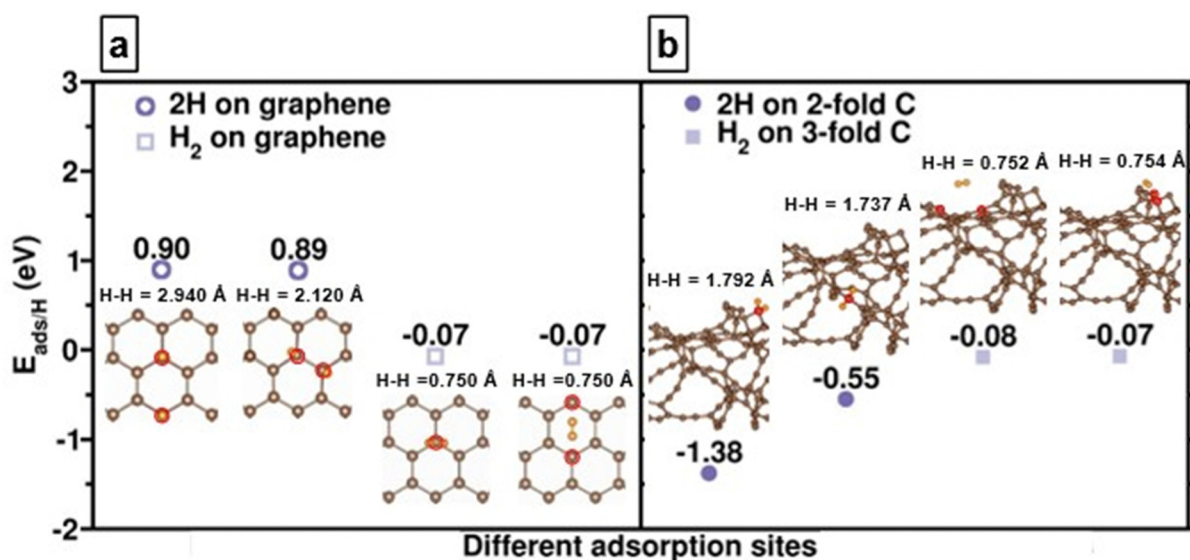 a
b
3
2
1
0
-1
-2
E_ads/H (eV)
2H on graphene
H₂ on graphene
0.90
0.89
H-H = 2.940 Å
H-H = 2.120 Å
-0.07
-0.07
H-H =0.750 Å
H-H =0.750 Å
2H on 2-fold C
H₂ on 3-fold C
H-H = 0.752 Å
H-H = 0.754 Å
H-H = 1.737 Å
H-H = 1.792 Å
-0.08
-0.07
-0.55
-1.38
Different adsorption sites